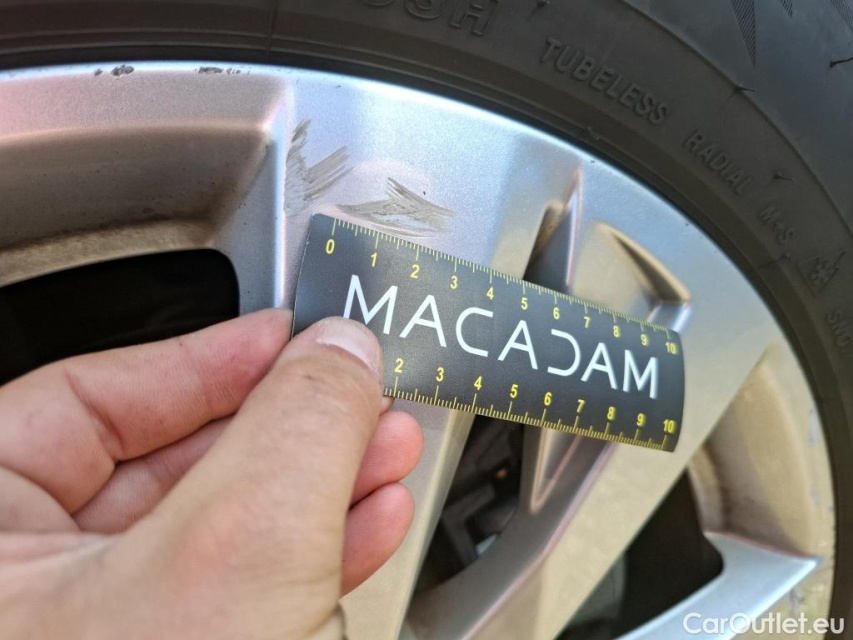 TUBELESS RADIAL M+S
0 1 2 3 4 5 6 7 8 9 10
MACADAM
2 3 4 5 6 7 8 9 10
CarOutlet.eu